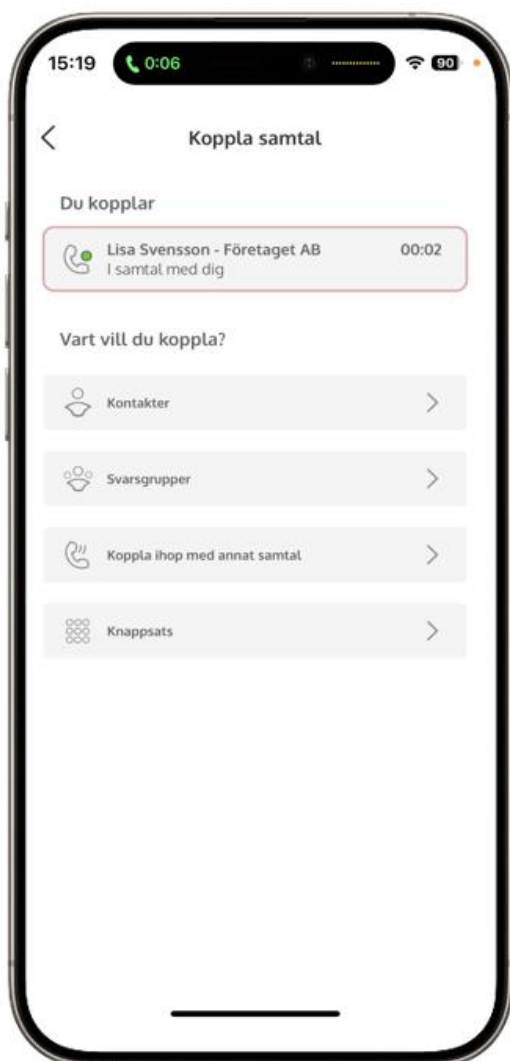 15:19
0:06
90
Koppla samtal
Du kopplar
Lisa Svensson - Företaget AB 00:02
I samtal med dig
Vart vill du koppla?
Kontakter
Svarsgrupper
Koppla ihop med annat samtal
Knappsats